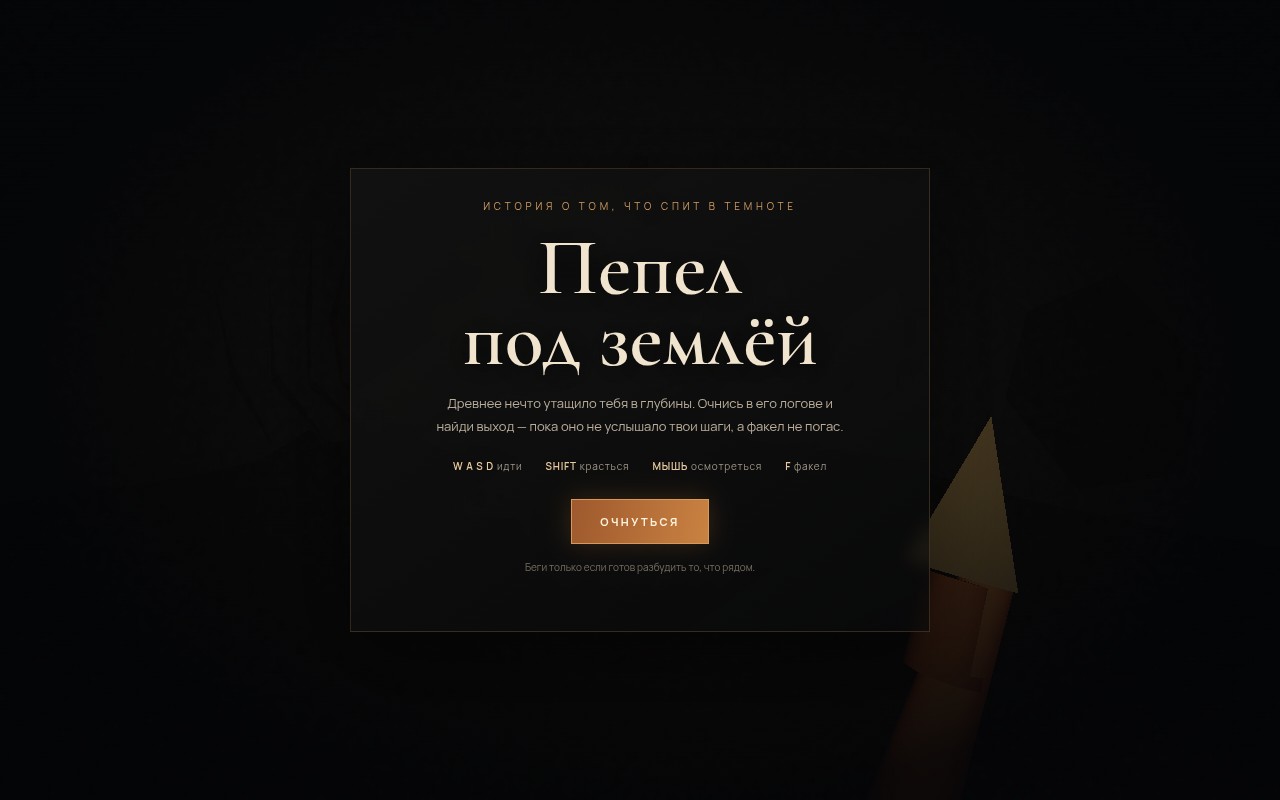 ИСТОРИЯ О ТОМ, ЧТО СПИТ В ТЕМНОТЕ
Пепел
под землёй
Древнее нечто утащило тебя в глубины. Очнись в его логове и
найди выход — пока оно не услышало твои шаги, а факел не погас.
W A S D идти SHIFT красться МЫШЬ осмотреться F факел
ОЧНУТЬСЯ
Беги только если готов разбудить то, что рядом.